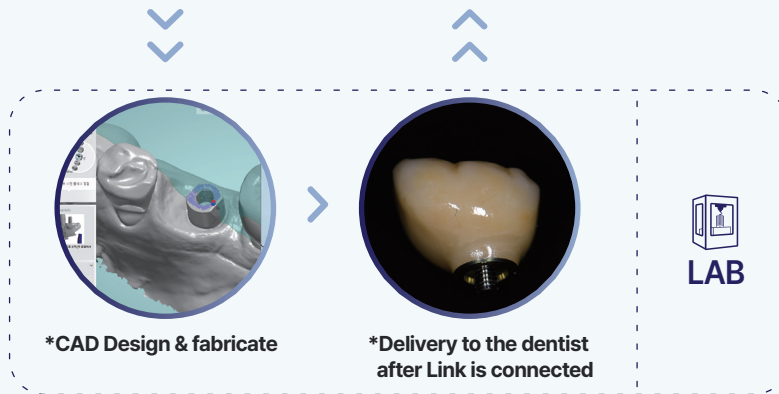 *CAD Design & fabricate
*Delivery to the dentist
after Link is connected
LAB